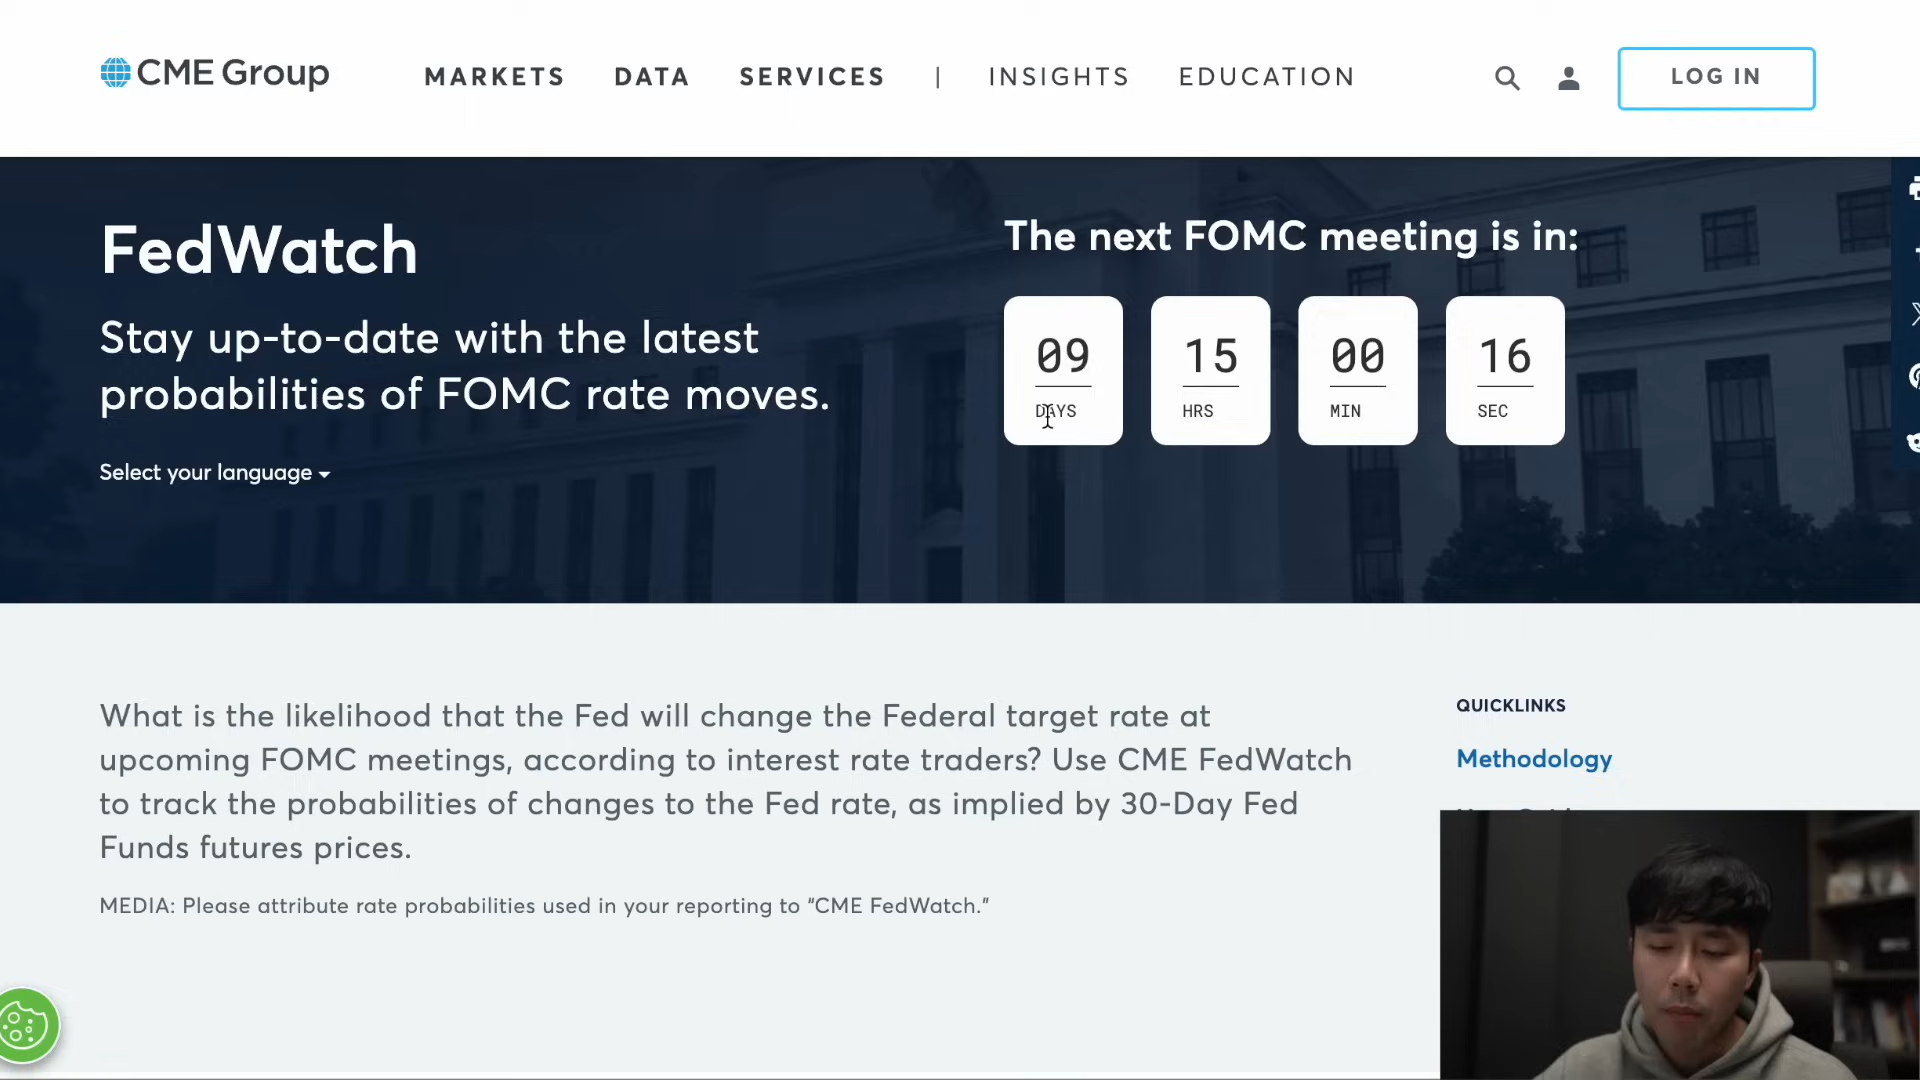 CME Group
MARKETS
DATA
SERVICES
|
INSIGHTS
EDUCATION
LOG IN
FedWatch
Stay up-to-date with the latest
probabilities of FOMC rate moves.
Select your language
The next FOMC meeting is in:
09
15
00
16
DAYS
HRS
MIN
SEC
What is the likelihood that the Fed will change the Federal target rate at
upcoming FOMC meetings, according to interest rate traders? Use CME FedWatch
to track the probabilities of changes to the Fed rate, as implied by 30-Day Fed
Funds futures prices.
MEDIA: Please attribute rate probabilities used in your reporting to “CME FedWatch.”
QUICKLINKS
Methodology